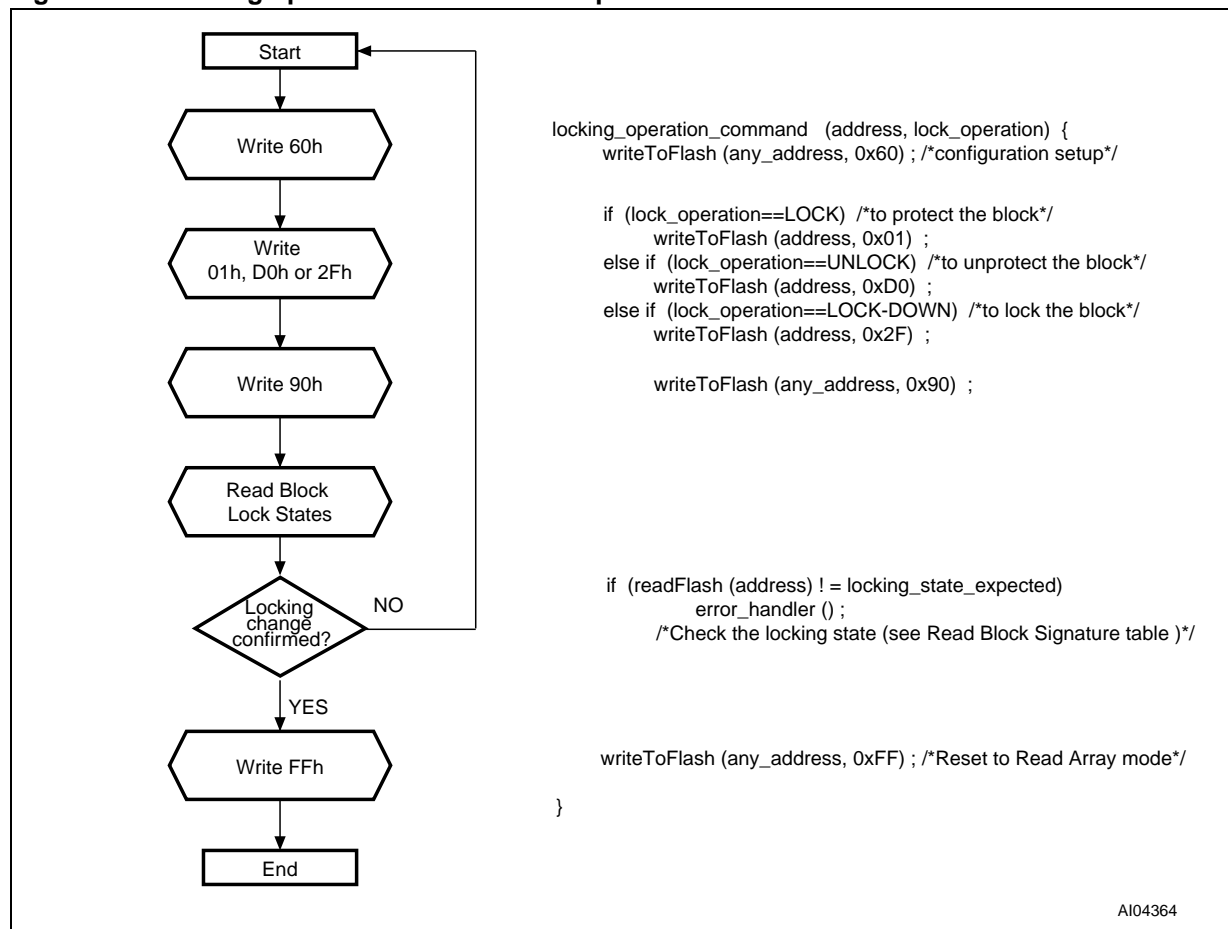 Start
Write 60h
Write
01h, D0h or 2Fh
Write 90h
Read Block
Lock States
Locking
change
confirmed?
NO
YES
Write FFh
End
locking_operation_command (address, lock_operation) {
writeToFlash (any_address, 0x60) ; /*configuration setup*/
if (lock_operation==LOCK) /*to protect the block*/
writeToFlash (address, 0x01) ;
else if (lock_operation==UNLOCK) /*to unprotect the block*/
writeToFlash (address, 0xD0) ;
else if (lock_operation==LOCK-DOWN) /*to lock the block*/
writeToFlash (address, 0x2F) ;
writeToFlash (any_address, 0x90) ;
if (readFlash (address) ! = locking_state_expected)
error_handler () ;
/*Check the locking state (see Read Block Signature table )*/
writeToFlash (any_address, 0xFF) ; /*Reset to Read Array mode*/
}
AI04364